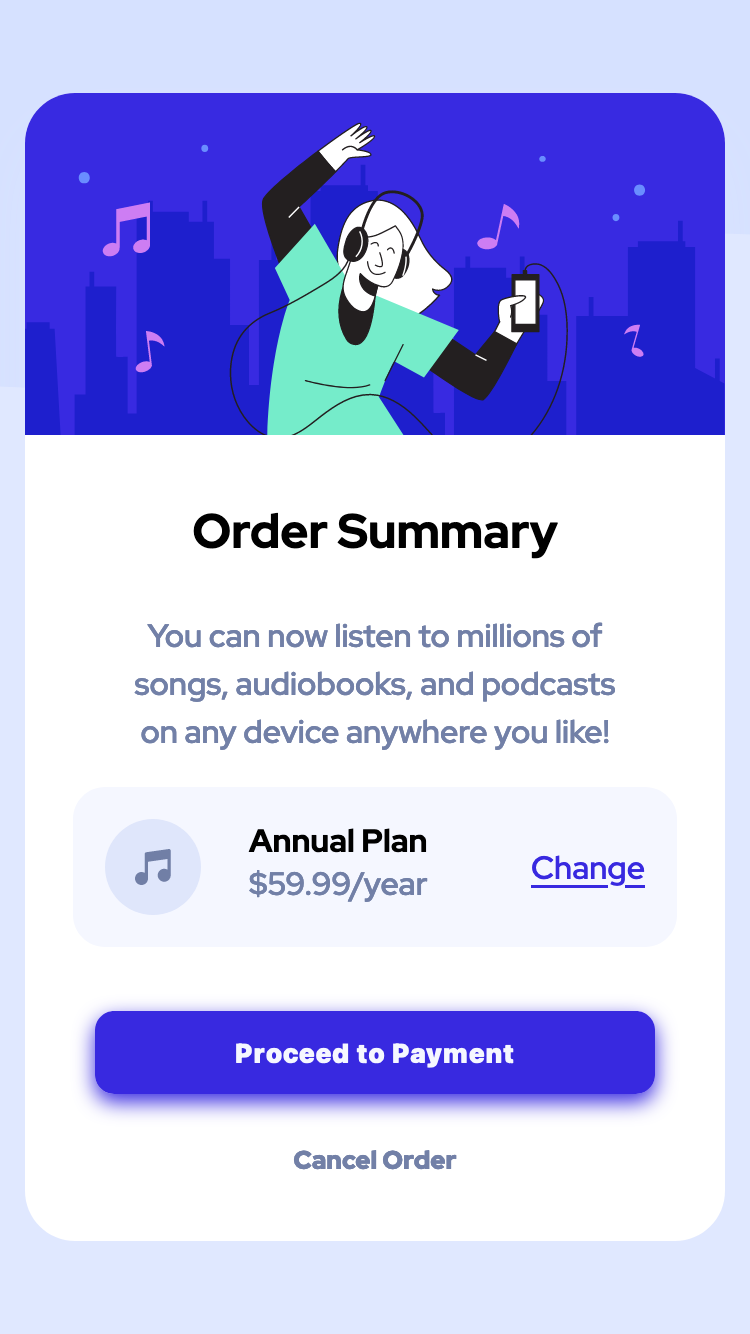 Order Summary
You can now listen to millions of
songs, audiobooks, and podcasts
on any device anywhere you like!
Annual Plan
$59.99/year
Change
Proceed to Payment
Cancel Order